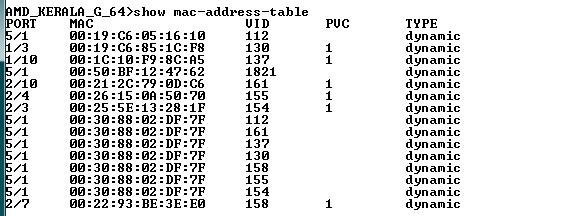 AMD_KERALA_G_64>show mac-address-table
PORT MAC VID PVC TYPE
5/1 00:19:C6:05:16:10 112 dynamic
1/3 00:19:C6:85:1C:F8 130 1 dynamic
1/10 00:1C:10:F9:8C:A5 137 1 dynamic
5/1 00:50:BF:12:47:62 1821 dynamic
2/10 00:21:2C:79:0D:C6 161 1 dynamic
2/4 00:26:15:0A:50:70 155 1 dynamic
2/3 00:25:5E:13:28:1F 154 1 dynamic
5/1 00:30:88:02:DF:7F 112 dynamic
5/1 00:30:88:02:DF:7F 161 dynamic
5/1 00:30:88:02:DF:7F 137 dynamic
5/1 00:30:88:02:DF:7F 130 dynamic
5/1 00:30:88:02:DF:7F 158 dynamic
5/1 00:30:88:02:DF:7F 155 dynamic
5/1 00:30:88:02:DF:7F 154 dynamic
2/7 00:22:93:BE:3E:E0 158 1 dynamic